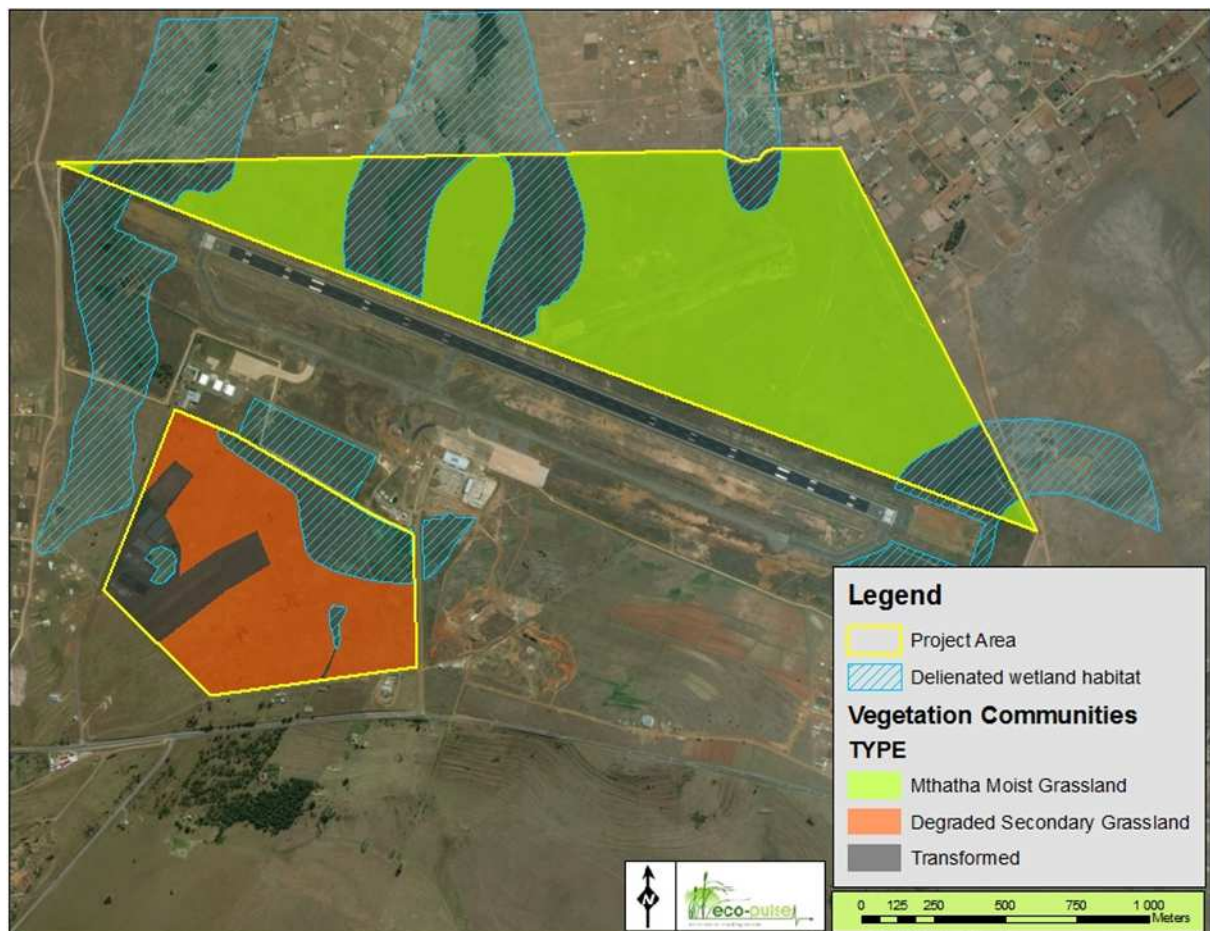 Legend
Project Area
Delienated wetland habitat
Vegetation Communities
TYPE
Mthatha Moist Grassland
Degraded Secondary Grassland
Transformed
N
eco-pulse
0 125 250 500 750 1 000
Meters